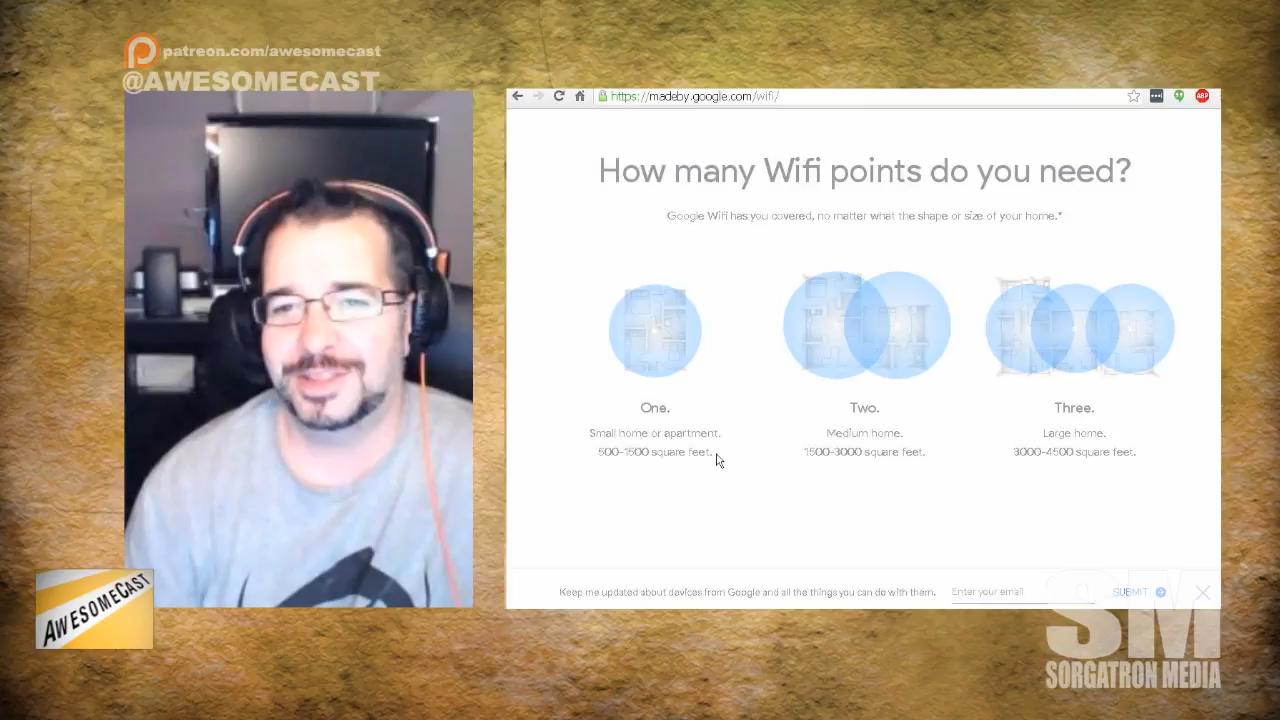 patreon.com/awesomecast
@AWESOMECAST
https://madeby.google.com/wifi/
ABP
How many Wifi points do you need?
Google Wifi has you covered, no matter what the shape or size of your home.*
One.
Small home or apartment.
500-1500 square feet.
Two.
Medium home.
1500-3000 square feet.
Three.
Large home.
3000-4500 square feet.
Keep me updated about devices from Google and all the things you can do with them.
Enter your email
SUBMIT
AWESOMECAST
SM
SORGATRON MEDIA